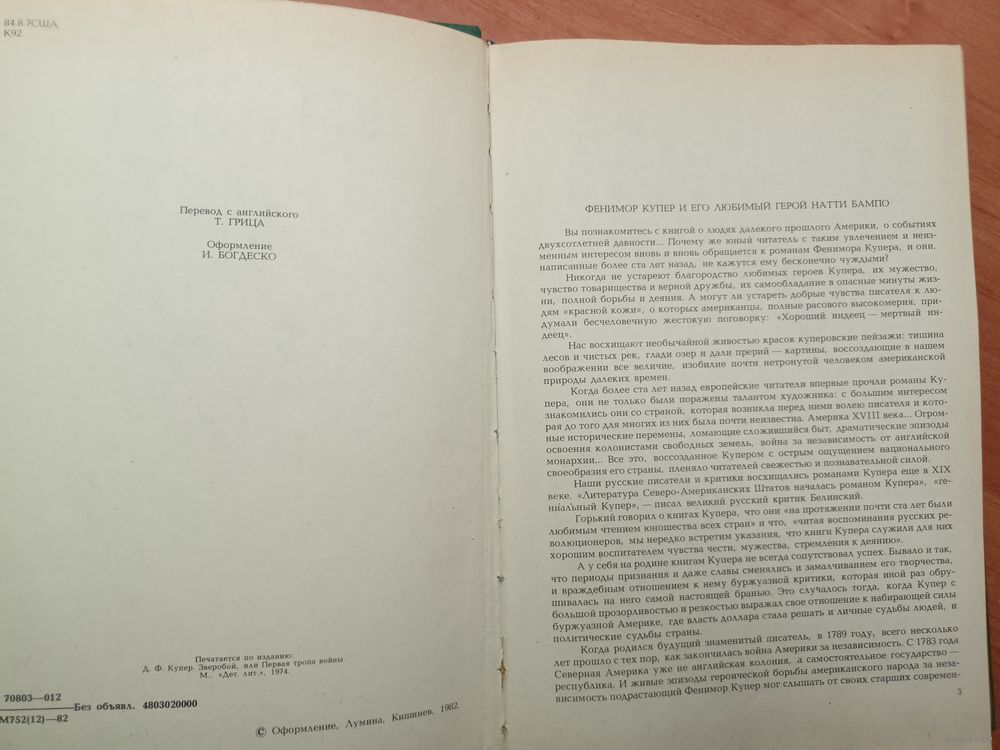 84.8.7США
К92
Перевод с английского
Т. ГРИЦА
Оформление
И. БОГДЕСКО
Печатается по изданию:
Д. Ф. Купер. Зверобой, или Первая тропа войны.
М., «Дет. лит.», 1974.
70803—012
М752(12)—82
Без объявл. 4803020000
© Оформление, Лумина, Кишинев, 1982.
ФЕНИМОР КУПЕР И ЕГО ЛЮБИМЫЙ ГЕРОЙ НАТТИ БАМПО
Вы познакомитесь с книгой о людях далекого прошлого Америки, о событиях
двухсотлетней давности... Почему же юный читатель с таким увлечением и неиз-
менным интересом вновь и вновь обращается к романам Фенимора Купера, и они,
написанные более ста лет назад, не кажутся ему бесконечно чуждыми?
Никогда не устареют благородство любимых героев Купера, их мужество,
чувство товарищества и верной дружбы, их самообладание в опасные минуты жиз-
ни, полной борьбы и деяния. А могут ли устареть добрые чувства писателя к лю-
дям «красной кожи», о которых американцы, полные расового высокомерия, при-
думали бесчеловечную жестокую поговорку: «Хороший индеец — мертвый ин-
деец».
Нас восхищают необычайной живостью красок куперовские пейзажи: тишина
лесов и чистых рек, глади озер и дали прерий — картины, воссоздающие в нашем
воображении все величие, изобилие почти нетронутой человеком американской
природы далеких времен.
Когда более ста лет назад европейские читатели впервые прочли романы Ку-
пера, они не только были поражены талантом художника: с большим интересом
знакомились они со страной, которая возникла перед ними волею писателя и кото-
рая до того для многих из них была почти неизвестна. Америка XVIII века... Огром-
ные исторические перемены, ломающие сложившийся быт, драматические эпизоды
освоения колонистами свободных земель, война за независимость от английской
монархии... Все это, воссозданное Купером с острым ощущением национального
своеобразия его страны, пленяло читателей свежестью и познавательной силой.
Наши русские писатели и критики восхищались романами Купера еще в XIX
веке. «Литература Северо-Американских Штатов началась романом Купера», «ге-
ниальный Купер», — писал великий русский критик Белинский.
Горький говорил о книгах Купера, что они «на протяжении почти ста лет были
любимым чтением юношества всех стран» и что, «читая воспоминания русских ре-
волюционеров, мы нередко встретим указания, что книги Купера служили для них
хорошим воспитателем чувства чести, мужества, стремления к деянию».
А у себя на родине книгам Купера не всегда сопутствовал успех. Бывало и так,
что периоды признания и даже славы сменялись и замалчиванием его творчества,
и враждебным отношением к нему буржуазной критики, которая иной раз обру-
шивалась на него самой настоящей бранью. Это случалось тогда, когда Купер с
большой прозорливостью и резкостью выражал свое отношение к набирающей силы
буржуазной Америке, где власть доллара стала решать и личные судьбы людей, и
политические судьбы страны.
Когда родился будущий знаменитый писатель, в 1789 году, всего несколько
лет прошло с тех пор, как закончилась война Америки за независимость. С 1783 года
Северная Америка уже не английская колония, а самостоятельное государство —
республика. И живые эпизоды героической борьбы американского народа за неза-
висимость подрастающий Фенимор Купер мог слышать от своих старших современ-
3